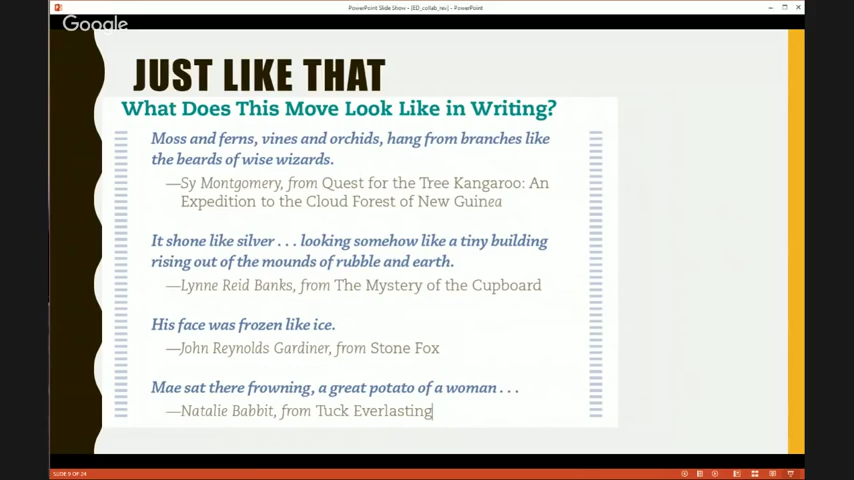 PowerPoint Slide Show - [ED_collab_rev] - PowerPoint
Google
JUST LIKE THAT
What Does This Move Look Like in Writing?
Moss and ferns, vines and orchids, hang from branches like
the beards of wise wizards.
—Sy Montgomery, from Quest for the Tree Kangaroo: An
Expedition to the Cloud Forest of New Guinea
It shone like silver . . . looking somehow like a tiny building
rising out of the mounds of rubble and earth.
—Lynne Reid Banks, from The Mystery of the Cupboard
His face was frozen like ice.
—John Reynolds Gardiner, from Stone Fox
Mae sat there frowning, a great potato of a woman . . .
—Natalie Babbit, from Tuck Everlasting
SLIDE 9 OF 24